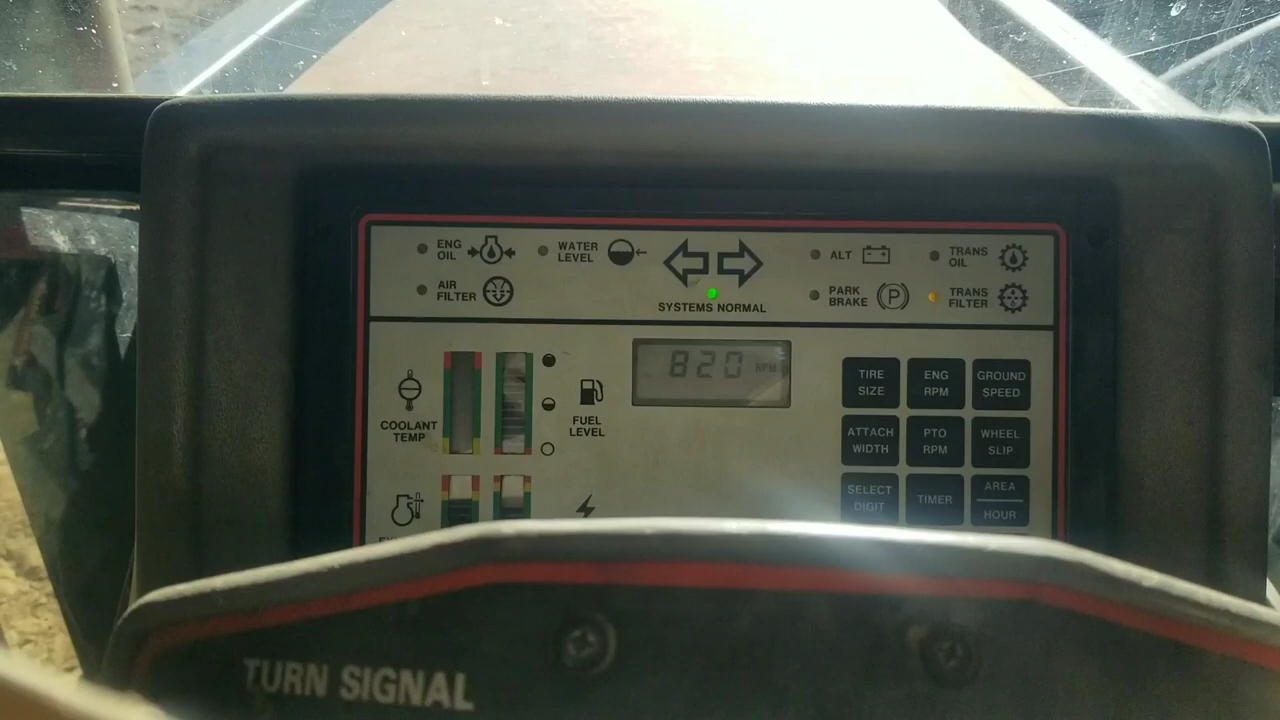 ENG
OIL
WATER
LEVEL
ALT
TRANS
OIL
AIR
FILTER
SYSTEMS NORMAL
PARK
BRAKE
P
TRANS
FILTER
820 RPM
COOLANT
TEMP
FUEL
LEVEL
TIRE
SIZE
ENG
RPM
GROUND
SPEED
ATTACH
WIDTH
PTO
RPM
WHEEL
SLIP
SELECT
DIGIT
TIMER
AREA
HOUR
TURN SIGNAL